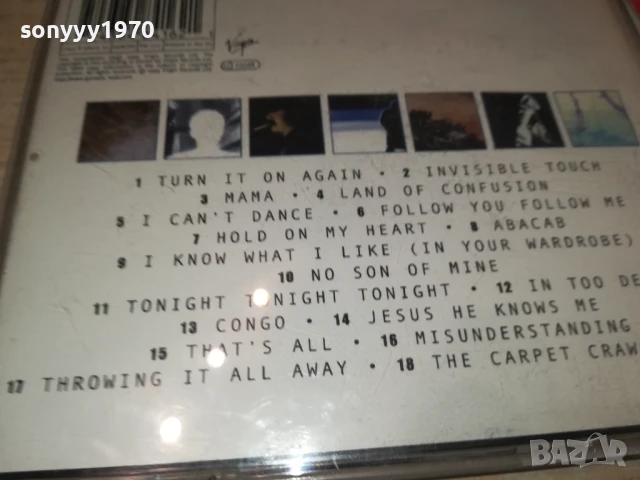 sonyyy1970
Virgin
1 TURN IT ON AGAIN • 2 INVISIBLE TOUCH
3 MAMA • 4 LAND OF CONFUSION
5 I CAN'T DANCE • 6 FOLLOW YOU FOLLOW ME
7 HOLD ON MY HEART • 8 ABACAB
9 I KNOW WHAT I LIKE (IN YOUR WARDROBE)
10 NO SON OF MINE
11 TONIGHT TONIGHT TONIGHT • 12 IN TOO DE
13 CONGO • 14 JESUS HE KNOWS ME
15 THAT'S ALL • 16 MISUNDERSTANDING
17 THROWING IT ALL AWAY • 18 THE CARPET CRAW
BAZAR